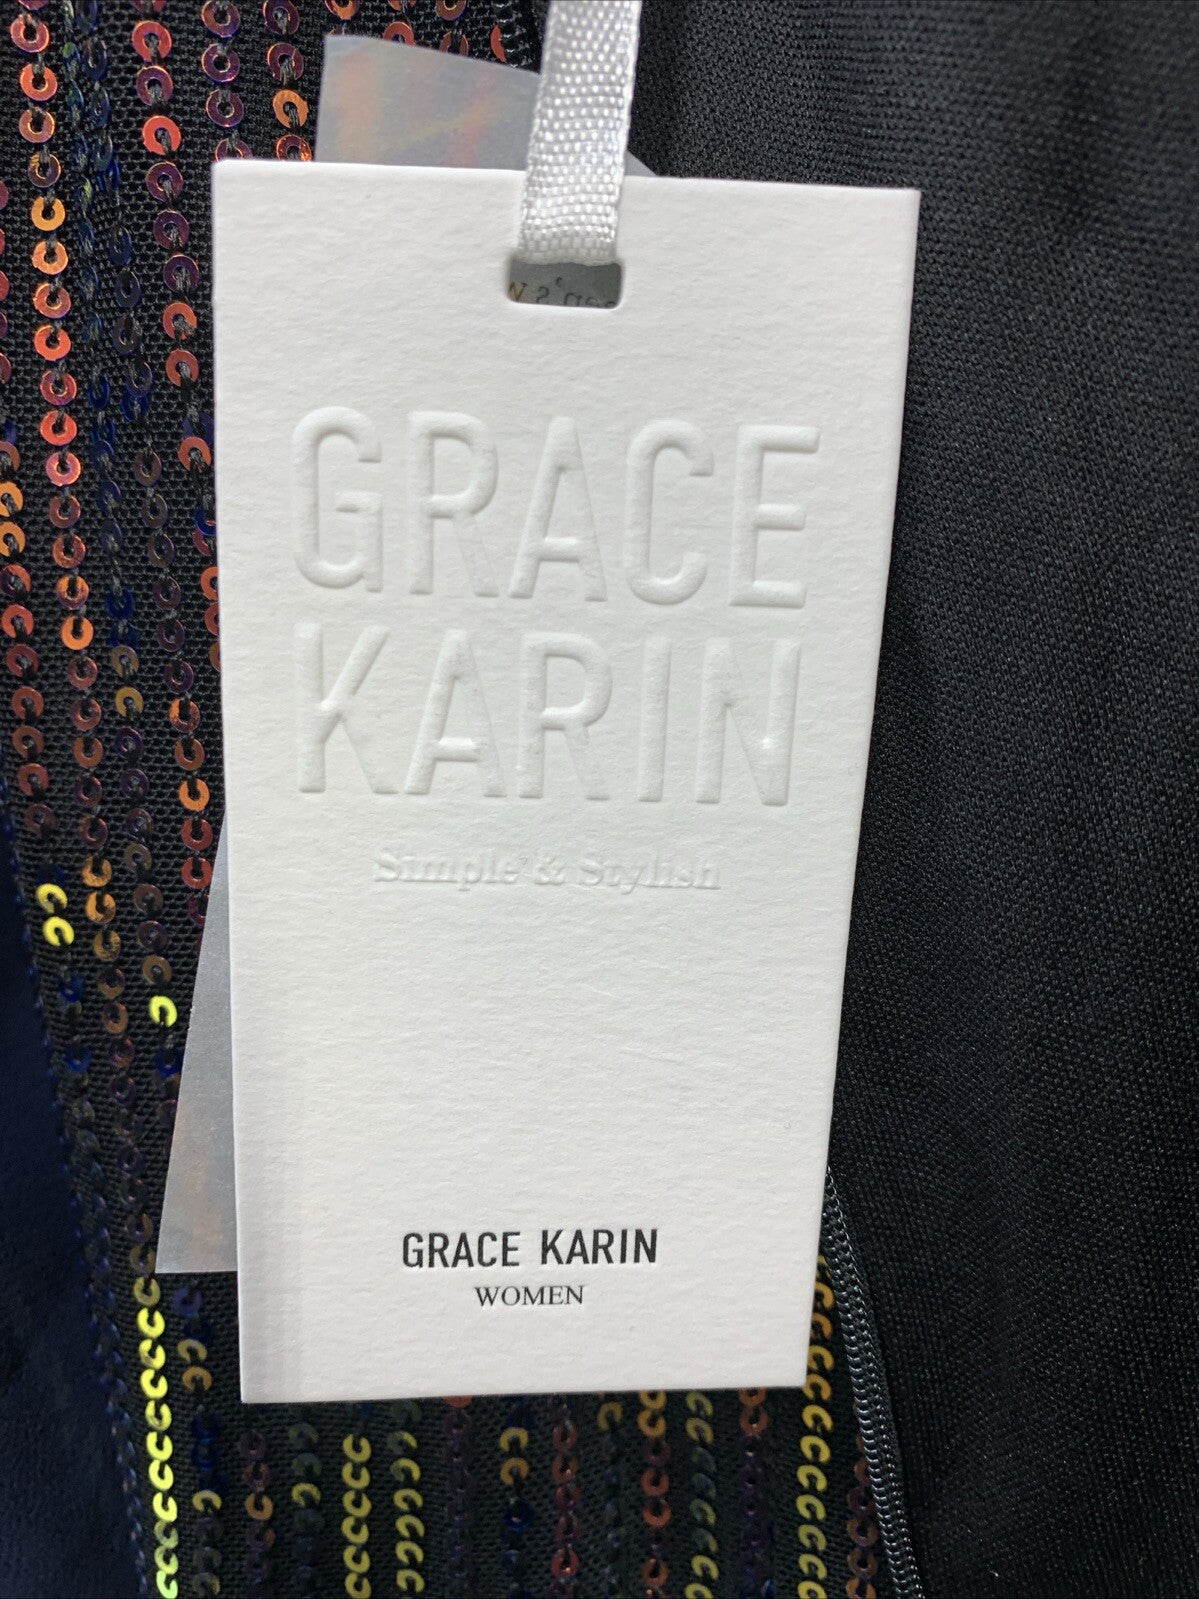 GRACE
KARIN
Simple & Stylish
GRACE KARIN
WOMEN